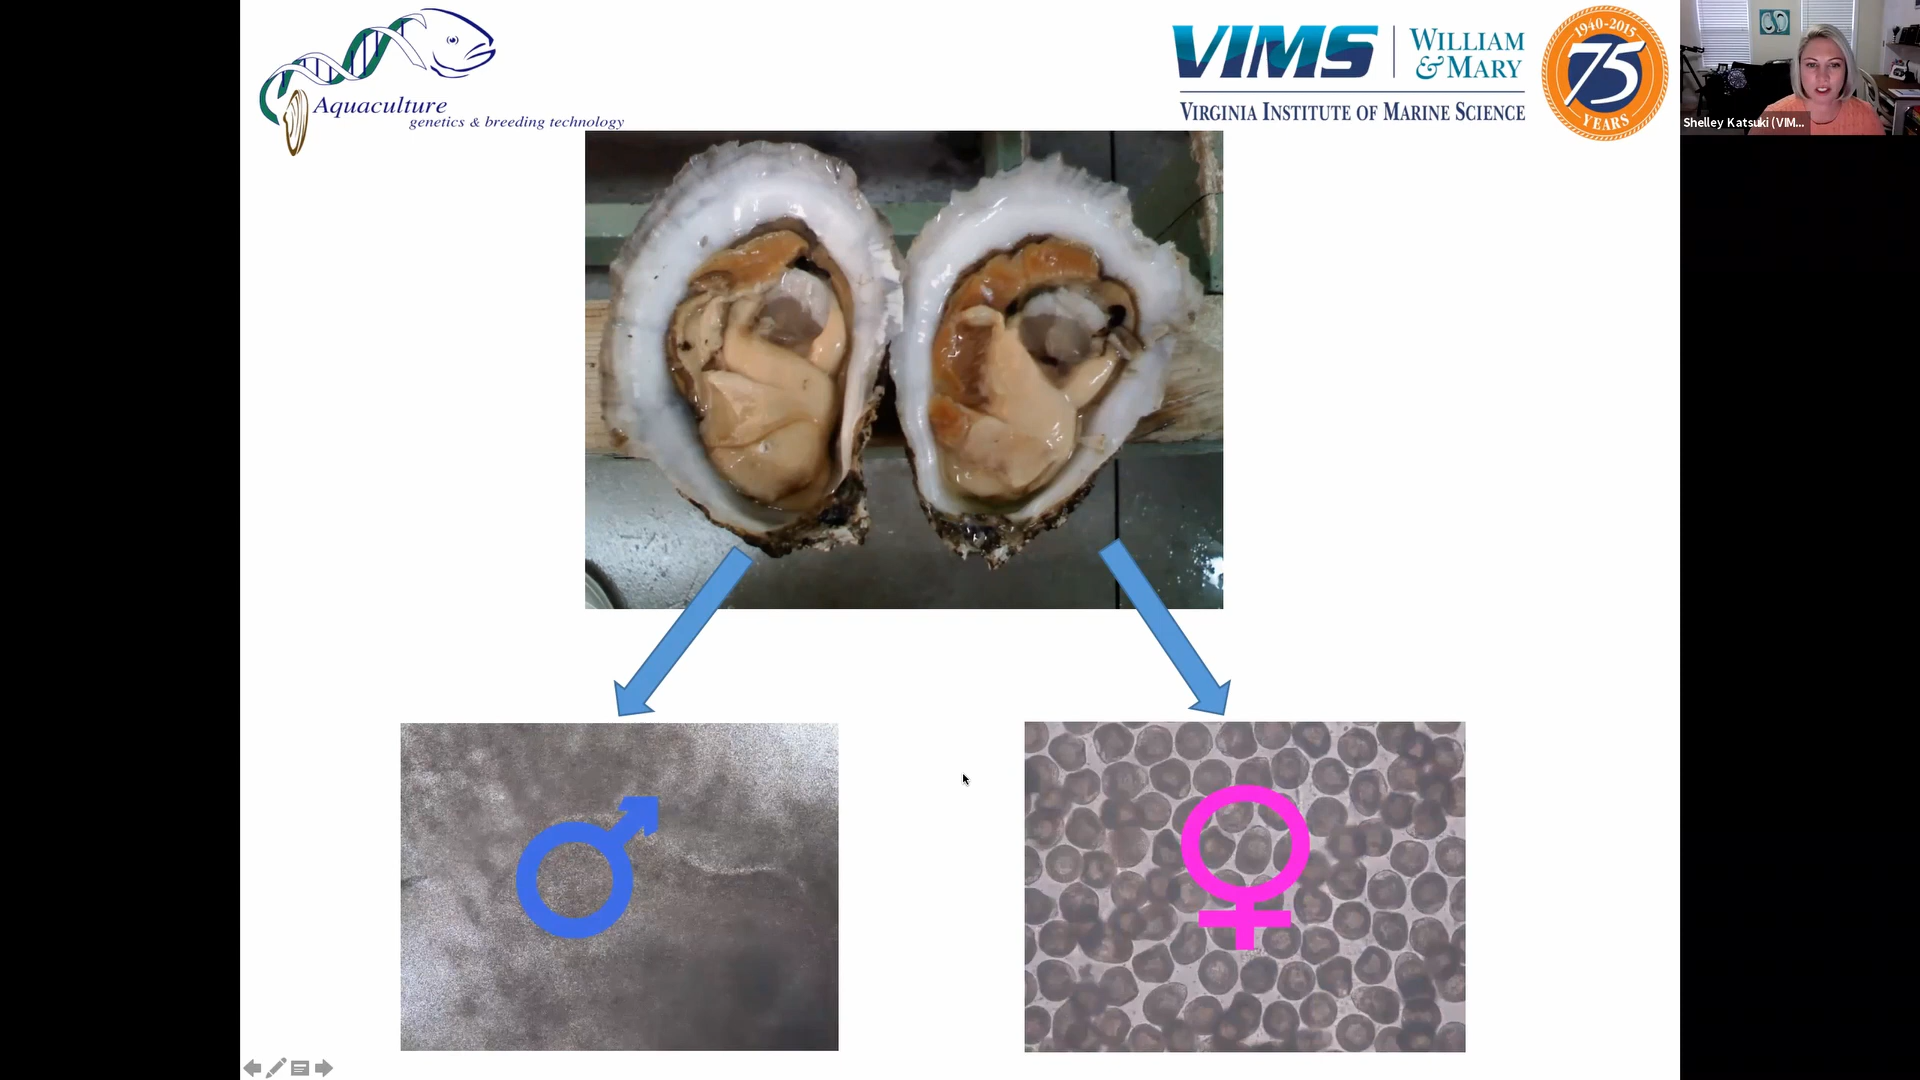 Aquaculture
genetics & breeding technology
VIMS
WILLIAM
& MARY
VIRGINIA INSTITUTE OF MARINE SCIENCE
1940-2015
75
YEARS
Shelley Katsuki (VIM...